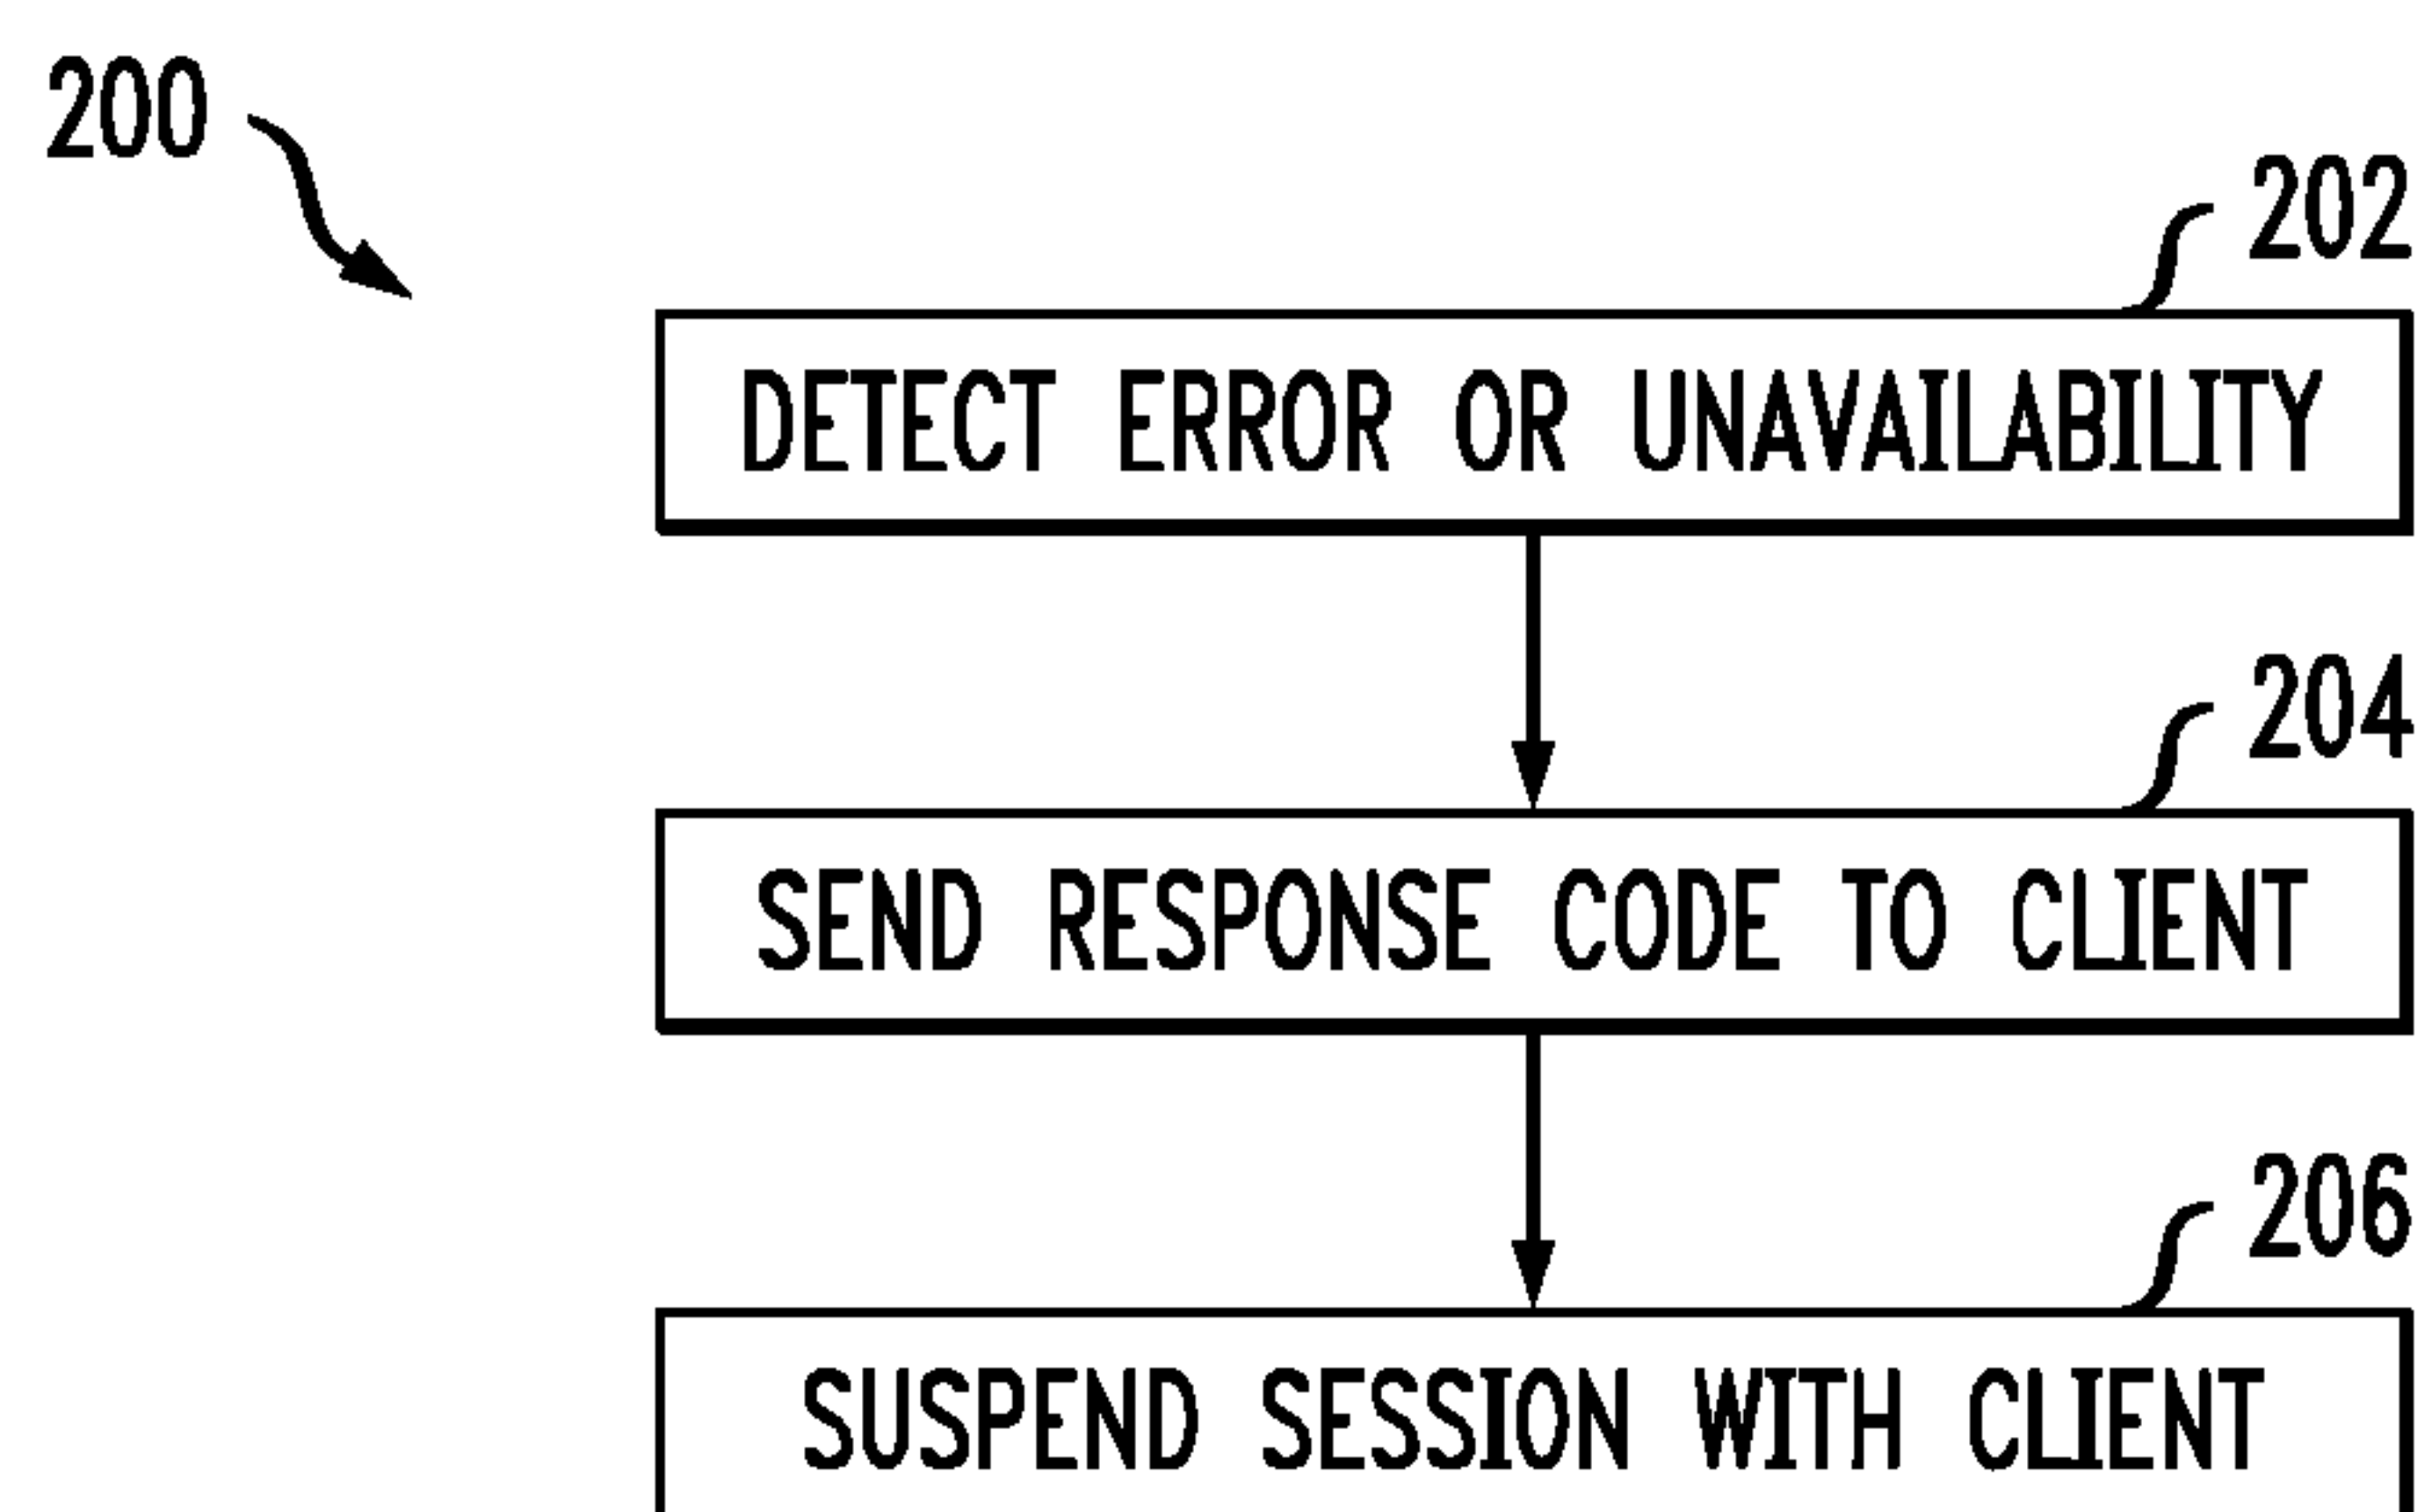 200
202
DETECT ERROR OR UNAVAILABILITY
204
SEND RESPONSE CODE TO CLIENT
206
SUSPEND SESSION WITH CLIENT